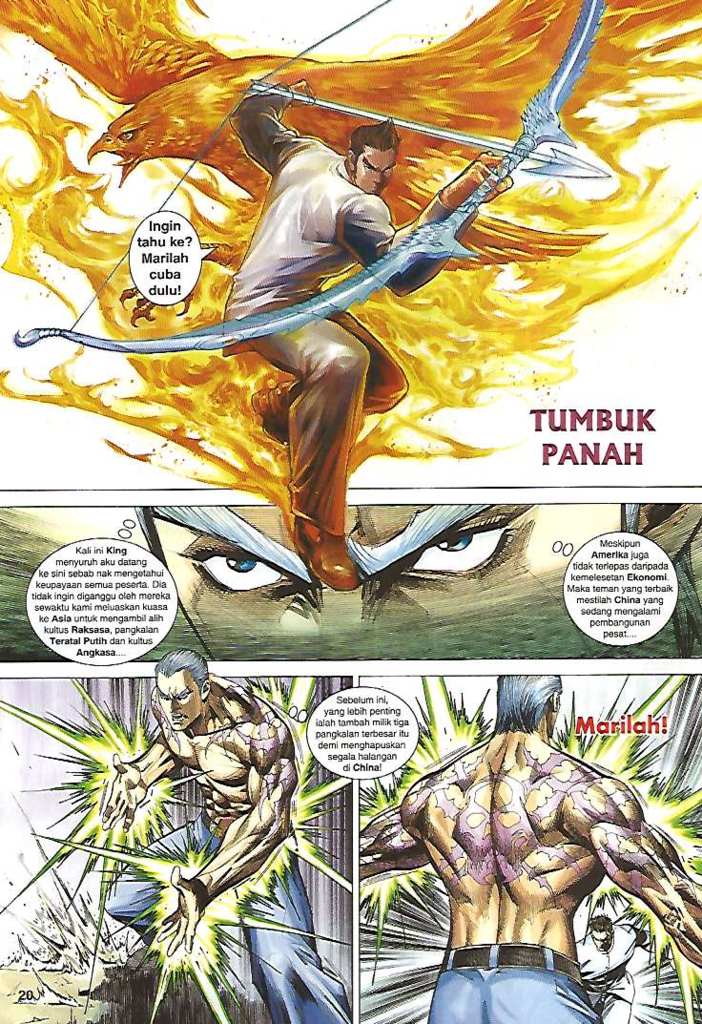 Ingin
tahu ke?
Marilah
cuba
dulu!
TUMBUK
PANAH
Kali ini King
menyuruh aku datang
ke sini sebab nak mengetahui
keupayaan semua peserta. Dia
tidak ingin diganggu oleh mereka
sewaktu kami meluaskan kuasa
ke Asia untuk mengambil alih
kultus Raksasa, pangkalan
Teratal Putih dan kultus
Angkasa....
Meskipun
Amerika juga
tidak terlepas daripada
kemelesetan Ekonomi.
Maka teman yang terbaik
mestilah China yang
sedang mengalami
pembangunan
pesat....
Sebelum ini,
yang lebih penting
ialah tambah milik tiga
pangkalan terbesar itu
demi menghapuskan
segala halangan
di China!
Marilah!
20